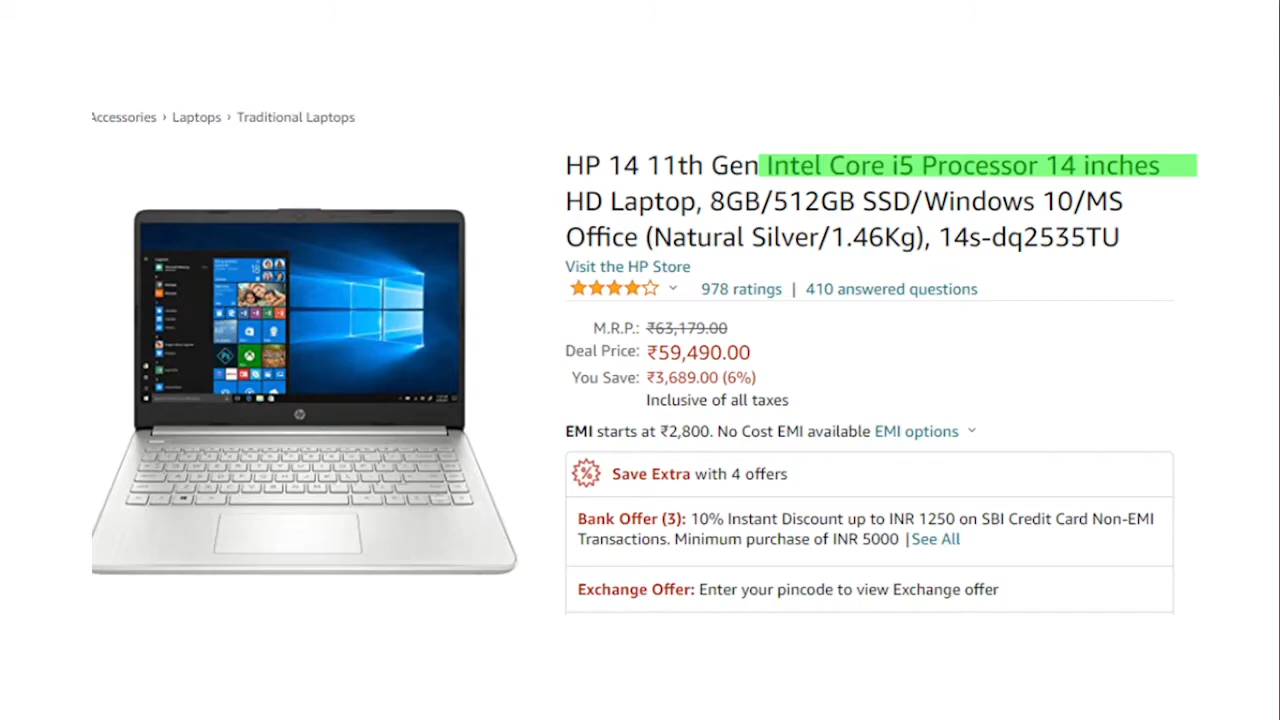 Accessories › Laptops › Traditional Laptops
HP 14 11th Gen Intel Core i5 Processor 14 inches
HD Laptop, 8GB/512GB SSD/Windows 10/MS
Office (Natural Silver/1.46Kg), 14s-dq2535TU
Visit the HP Store
978 ratings | 410 answered questions
M.R.P.: ₹63,179.00
Deal Price: ₹59,490.00
You Save: ₹3,689.00 (6%)
Inclusive of all taxes
EMI starts at ₹2,800. No Cost EMI available EMI options
Save Extra with 4 offers
Bank Offer (3): 10% Instant Discount up to INR 1250 on SBI Credit Card Non-EMI
Transactions. Minimum purchase of INR 5000 |See All
Exchange Offer: Enter your pincode to view Exchange offer
hp